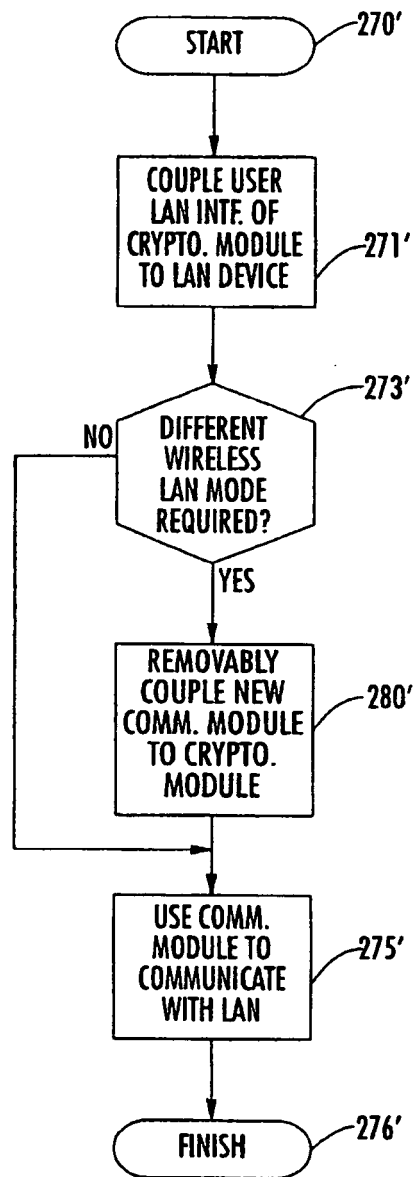 START
270'
COUPLE USER
LAN INTF. OF
CRYPTO. MODULE
TO LAN DEVICE
271'
273'
NO
DIFFERENT
WIRELESS
LAN MODE
REQUIRED?
YES
REMOVABLY
COUPLE NEW
COMM. MODULE
TO CRYPTO.
MODULE
280'
USE COMM.
MODULE TO
COMMUNICATE
WITH LAN
275'
FINISH
276'